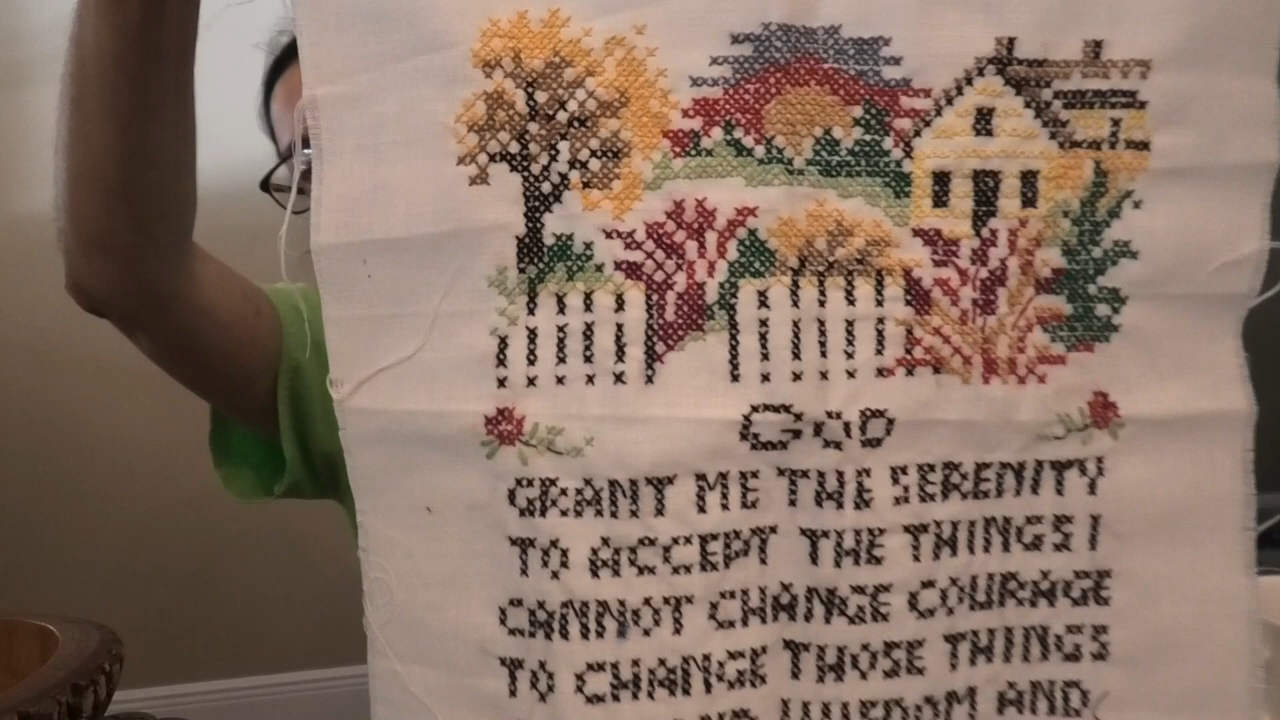 GOD
GRANT ME THE SERENITY
TO ACCEPT THE THINGS I
CANNOT CHANGE COURAGE
TO CHANGE THOSE THINGS
WISDOM AND